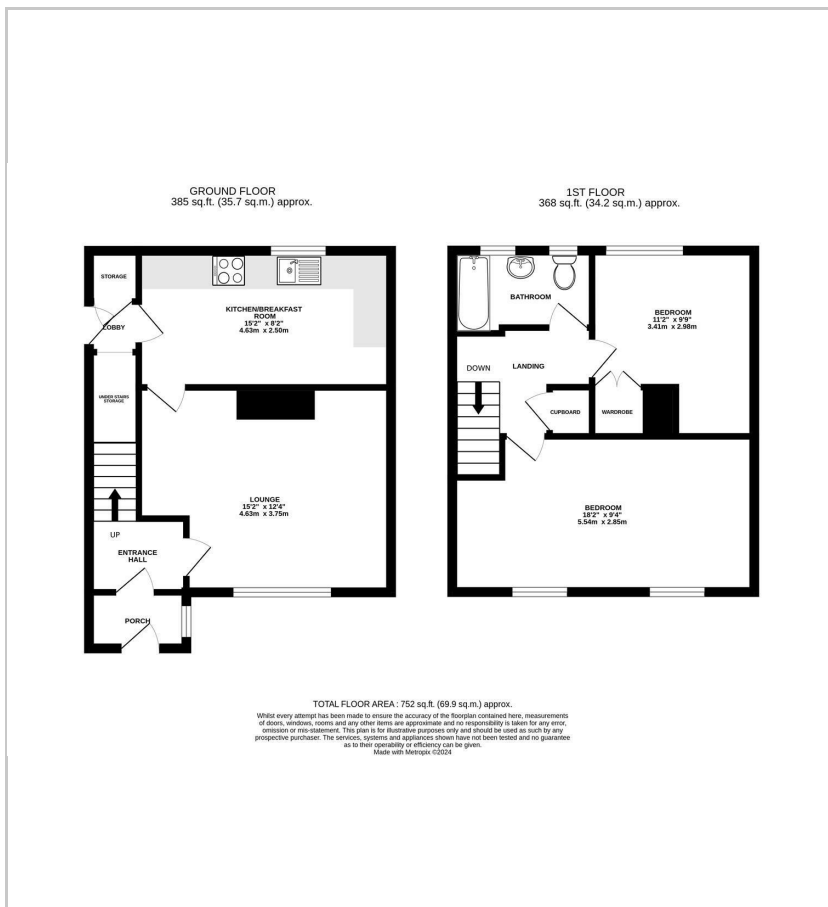 GROUND FLOOR
385 sq.ft. (35.7 sq.m.) approx.
STORAGE
LOBBY
KITCHEN/BREAKFAST
ROOM
15'2" x 8'2"
4.63m x 2.50m
UNDER STAIRS
STORAGE
LOUNGE
15'2" x 12'4"
4.63m x 3.75m
UP
ENTRANCE
HALL
PORCH
1ST FLOOR
368 sq.ft. (34.2 sq.m.) approx.
BATHROOM
BEDROOM
11'2" x 9'9"
3.41m x 2.98m
DOWN
LANDING
CUPBOARD
WARDROBE
BEDROOM
18'2" x 9'4"
5.54m x 2.85m
TOTAL FLOOR AREA : 752 sq.ft. (69.9 sq.m.) approx.
Whilst every attempt has been made to ensure the accuracy of the floorplan contained here, measurements
of doors, windows, rooms and any other items are approximate and no responsibility is taken for any error,
omission or mis-statement. This plan is for illustrative purposes only and should be used as such by any
prospective purchaser. The services, systems and appliances shown have not been tested and no guarantee
as to their operability or efficiency can be given.
Made with Metropix ©2024